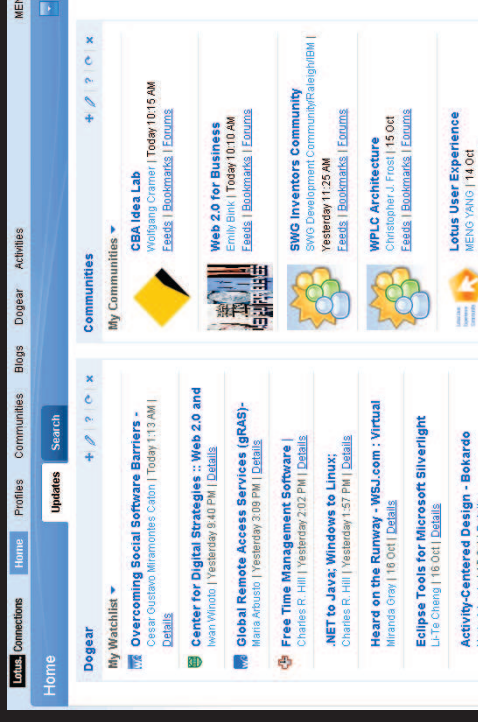 Lotus. Connections Home Profiles Communities Blogs Dogear Activities
Home
Updates Search
Dogear
My Watchlist
Overcoming Social Software Barriers -
Cesar Gustavo Miramontes Caton | Today 1:13 AM |
Details
Center for Digital Strategies :: Web 2.0 and
Iwan Winoto | Yesterday 9:40 PM | Details
Global Remote Access Services (gRAS)-
Maria Arbusto | Yesterday 3:09 PM | Details
Free Time Management Software |
Charles R. Hill | Yesterday 2:02 PM | Details
.NET to Java; Windows to Linux;
Charles R. Hill | Yesterday 1:57 PM | Details
Heard on the Runway - WSJ.com : Virtual
Miranda Gray | 16 Oct | Details
Eclipse Tools for Microsoft Silverlight
Li-Te Cheng | 16 Oct | Details
Activity-Centered Design - Bokardo
Communities
My Communities
CBA Idea Lab
Wolfgang Cramer | Today 10:15 AM
Feeds | Bookmarks | Forums
Web 2.0 for Business
Emily Bink | Today 10:10 AM
Feeds | Bookmarks | Forums
SWG Inventors Community
SWG Development Community/Raleigh/IBM |
Yesterday 11:25 AM
Feeds | Bookmarks | Forums
WPLC Architecture
Christopher J. Frost | 15 Oct
Feeds | Bookmarks | Forums
Lotus User Experience
MENG YANG | 14 Oct